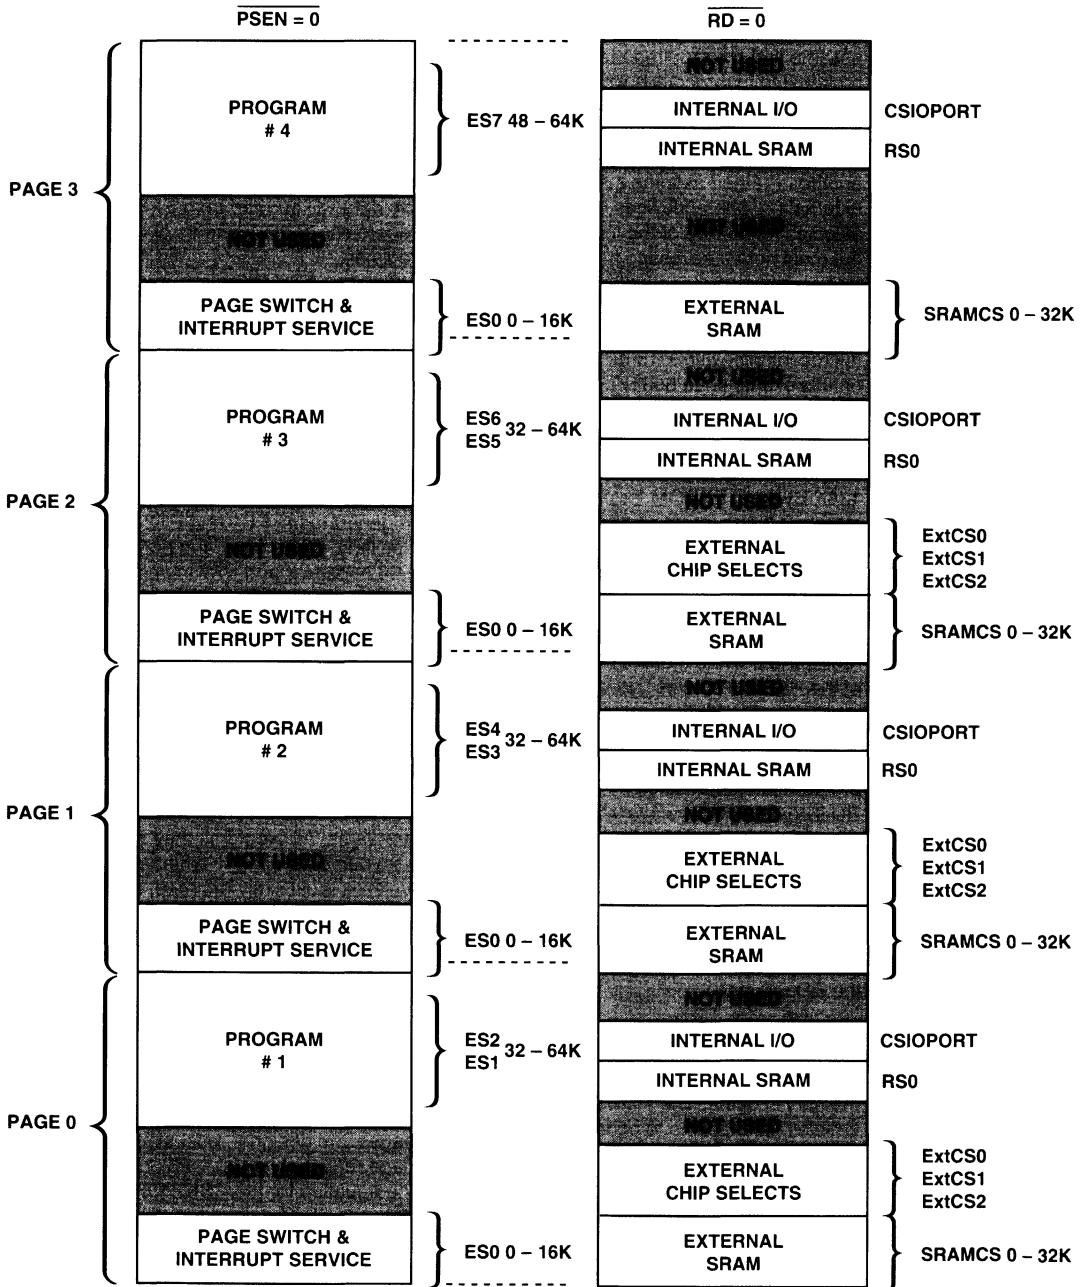 PSEN = 0
RD = 0
PAGE 3
PROGRAM
# 4
ES7 48 – 64K
NOT USED
PAGE SWITCH &
INTERRUPT SERVICE
ES0 0 – 16K
NOT USED
INTERNAL I/O
CSIOPORT
INTERNAL SRAM
RS0
NOT USED
EXTERNAL
SRAM
SRAMCS 0 – 32K
PAGE 2
PROGRAM
# 3
ES6
ES5
32 – 64K
NOT USED
PAGE SWITCH &
INTERRUPT SERVICE
ES0 0 – 16K
NOT USED
INTERNAL I/O
CSIOPORT
INTERNAL SRAM
RS0
NOT USED
EXTERNAL
CHIP SELECTS
ExtCS0
ExtCS1
ExtCS2
EXTERNAL
SRAM
SRAMCS 0 – 32K
PAGE 1
PROGRAM
# 2
ES4
ES3
32 – 64K
NOT USED
PAGE SWITCH &
INTERRUPT SERVICE
ES0 0 – 16K
NOT USED
INTERNAL I/O
CSIOPORT
INTERNAL SRAM
RS0
NOT USED
EXTERNAL
CHIP SELECTS
ExtCS0
ExtCS1
ExtCS2
EXTERNAL
SRAM
SRAMCS 0 – 32K
PAGE 0
PROGRAM
# 1
ES2
ES1
32 – 64K
NOT USED
PAGE SWITCH &
INTERRUPT SERVICE
ES0 0 – 16K
NOT USED
INTERNAL I/O
CSIOPORT
INTERNAL SRAM
RS0
NOT USED
EXTERNAL
CHIP SELECTS
ExtCS0
ExtCS1
ExtCS2
EXTERNAL
SRAM
SRAMCS 0 – 32K